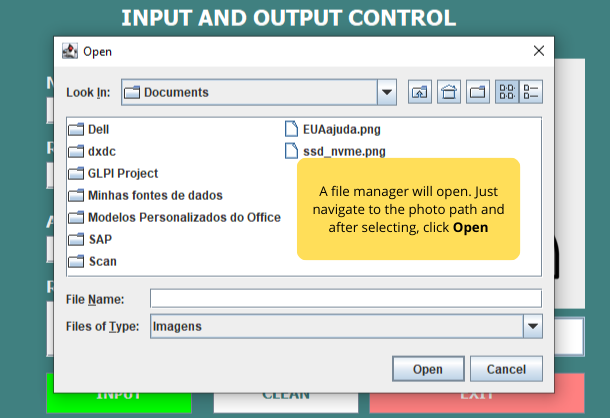 INPUT AND OUTPUT CONTROL
Open
Look In:
Documents
Dell
dxdc
GLPI Project
Minhas fontes de dados
Modelos Personalizados do Office
SAP
Scan
EUAajuda.png
ssd_nvme.png
A file manager will open. Just
navigate to the photo path and
after selecting, click Open
File Name:
Files of Type:
Imagens
Open
Cancel
INPUT
CLEAN
EXIT